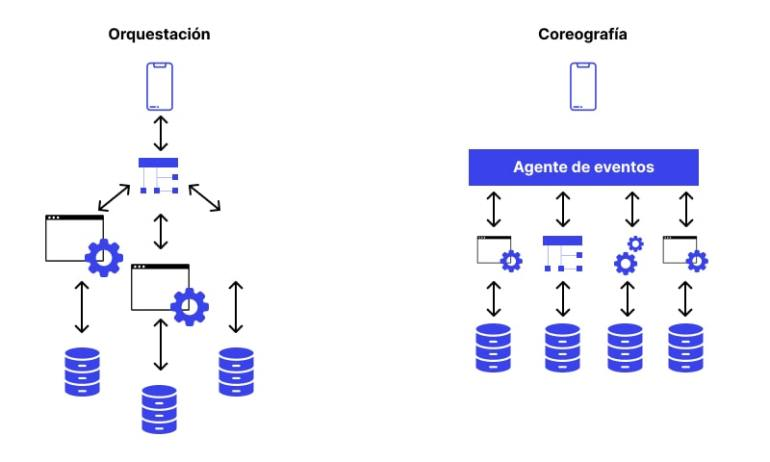 Orquestación
Coreografía
Agente de eventos